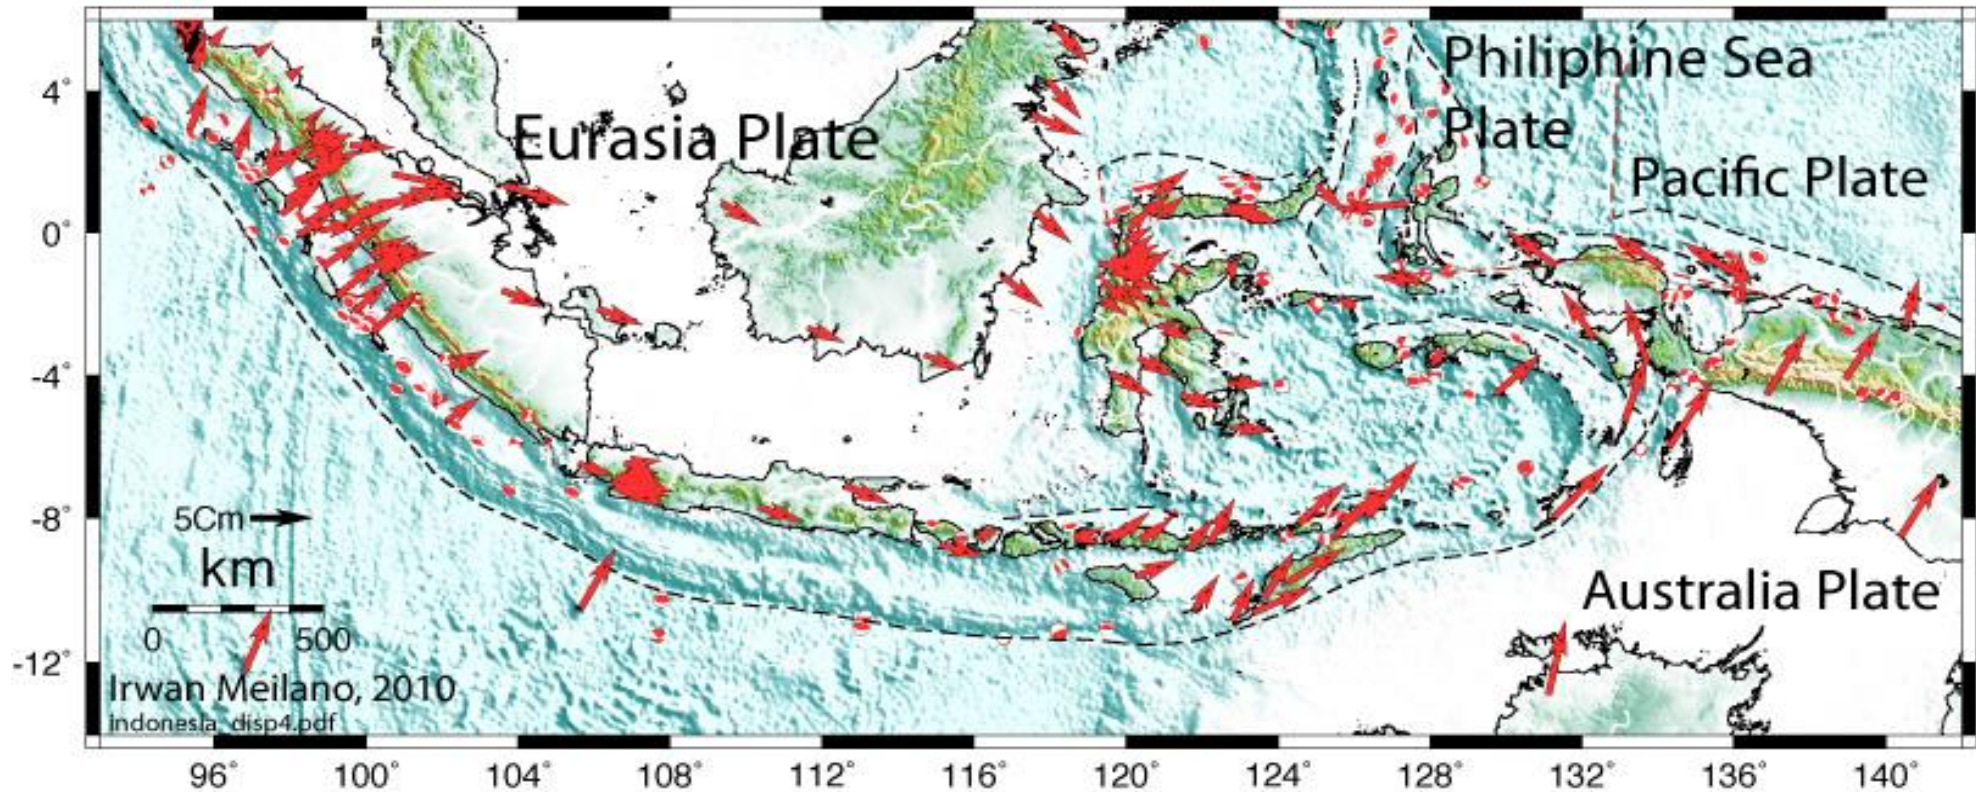 Philiphine Sea
Plate
Eurasia Plate
Pacific Plate
4°
0°
-4°
-8°
-12°
5Cm
km
0 500
Australia Plate
Irwan Meilano, 2010
indonesia_disp4.pdf
96° 100° 104° 108° 112° 116° 120° 124° 128° 132° 136° 140°